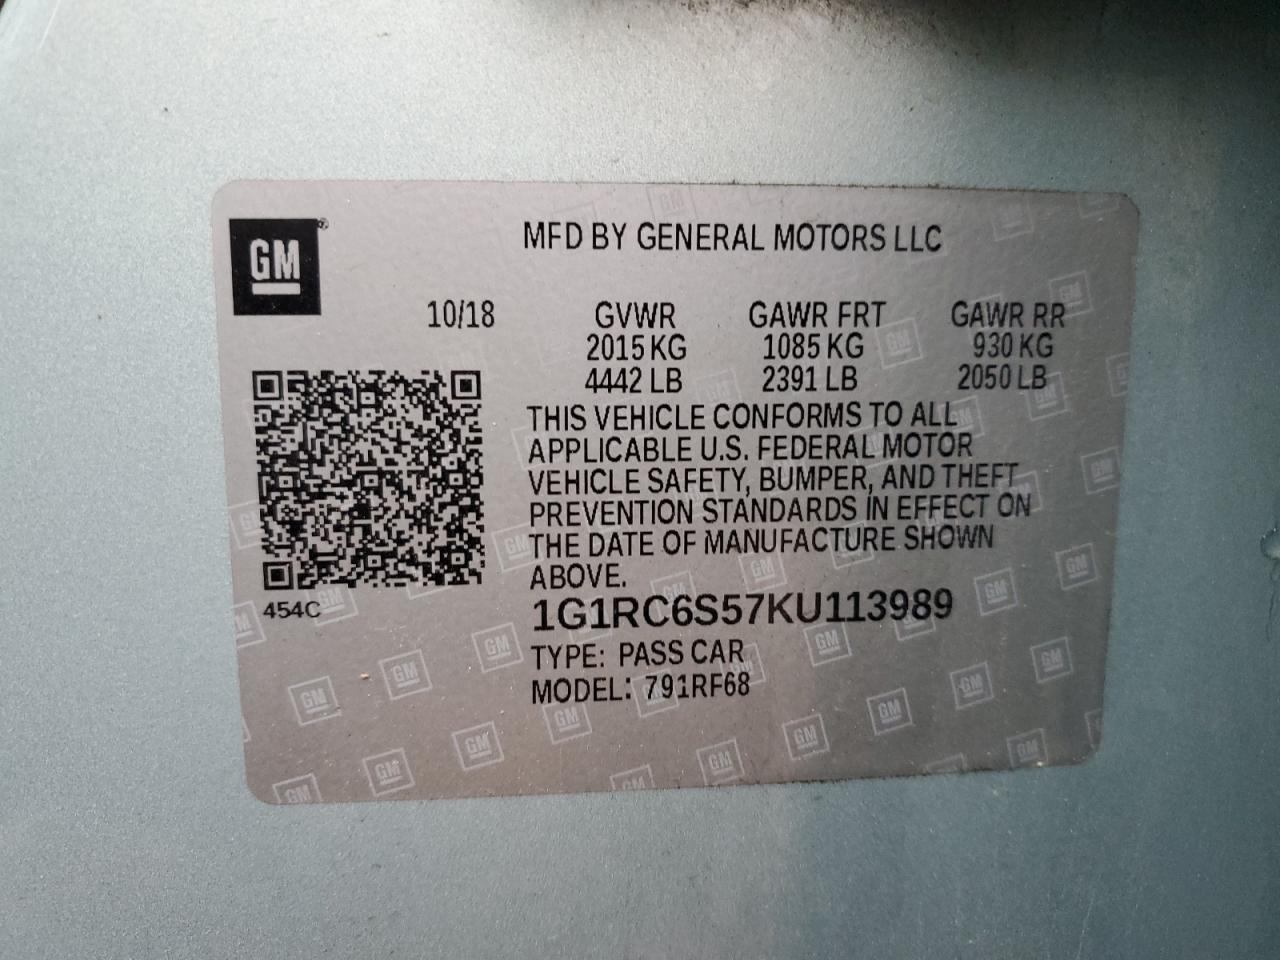 GM®
MFD BY GENERAL MOTORS LLC
10/18 GVWR GAWR FRT GAWR RR
2015 KG 1085 KG 930 KG
4442 LB 2391 LB 2050 LB
THIS VEHICLE CONFORMS TO ALL
APPLICABLE U.S. FEDERAL MOTOR
VEHICLE SAFETY, BUMPER, AND THEFT
PREVENTION STANDARDS IN EFFECT ON
THE DATE OF MANUFACTURE SHOWN
ABOVE.
454C
1G1RC6S57KU113989
TYPE: PASS CAR
MODEL: 791RF68